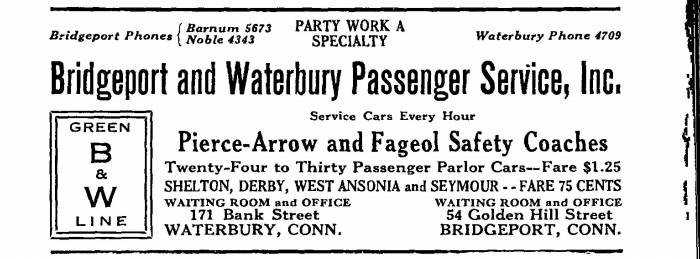 Bridgeport Phones { Barnum 5673
Noble 4343
PARTY WORK A
SPECIALTY
Waterbury Phone 4709
Bridgeport and Waterbury Passenger Service, Inc.
GREEN
B
&
W
LINE
Service Cars Every Hour
Pierce-Arrow and Fageol Safety Coaches
Twenty-Four to Thirty Passenger Parlor Cars--Fare $1.25
SHELTON, DERBY, WEST ANSONIA and SEYMOUR - - FARE 75 CENTS
WAITING ROOM and OFFICE
171 Bank Street
WATERBURY, CONN.
WAITING ROOM and OFFICE
54 Golden Hill Street
BRIDGEPORT, CONN.